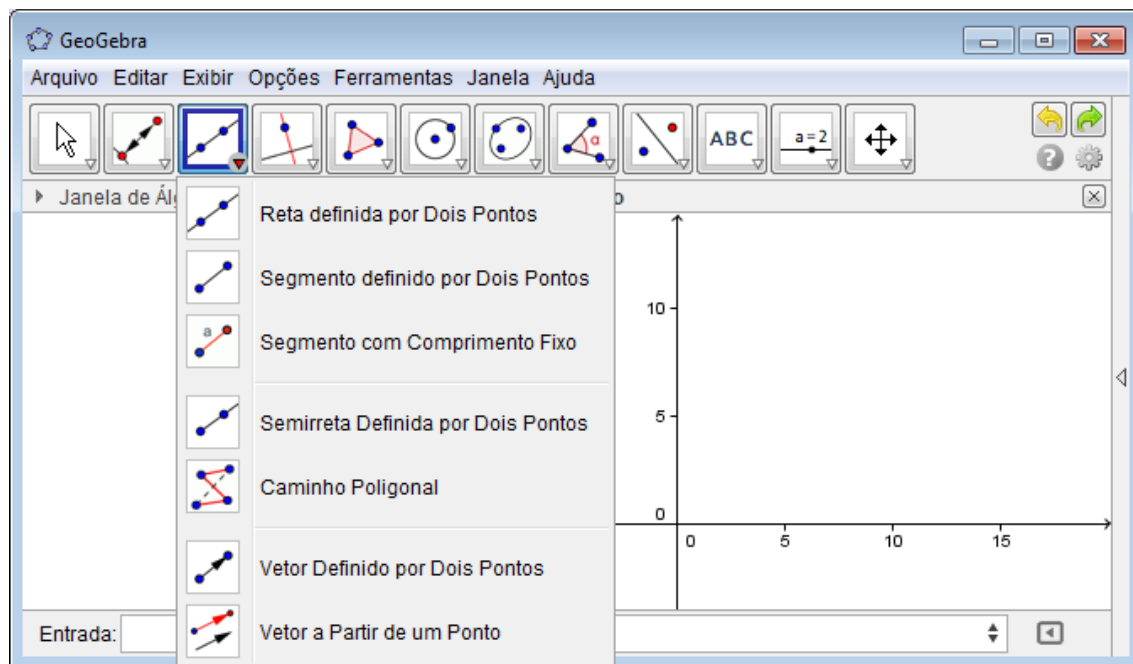 GeoGebra
Arquivo Editar Exibir Opções Ferramentas Janela Ajuda
α ABC a=2
Janela de
Reta definida por Dois Pontos
Segmento definido por Dois Pontos
a
Segmento com Comprimento Fixo
Semirreta Definida por Dois Pontos
Caminho Poligonal
Vetor Definido por Dois Pontos
Vetor a Partir de um Ponto
10
5
0
0 5 10 15
Entrada: